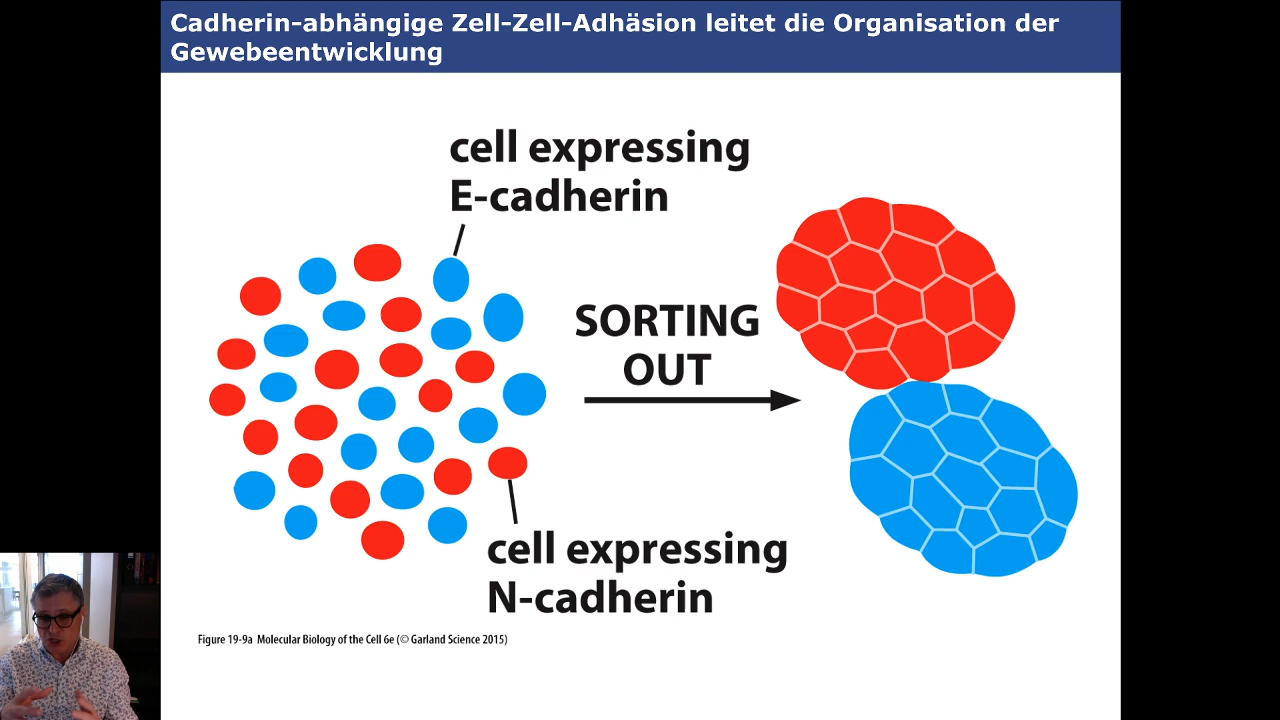 Cadherin-abhängige Zell-Zell-Adhäsion leitet die Organisation der
Gewebeentwicklung
cell expressing
E-cadherin
SORTING
OUT
cell expressing
N-cadherin
Figure 19-9a Molecular Biology of the Cell 6e (© Garland Science 2015)